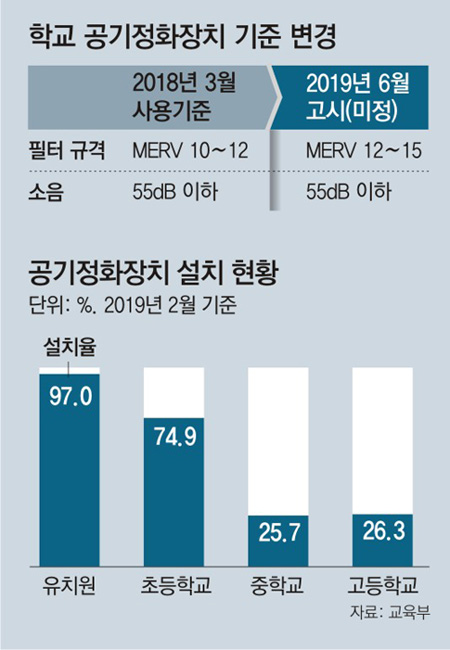 학교 공기정화장치 기준 변경
2018년 3월 사용기준
2019년 6월 고시(미정)
필터 규격 MERV 10~12 MERV 12~15
소음 55dB 이하 55dB 이하
공기정화장치 설치 현황
단위: %. 2019년 2월 기준
설치율
97.0 74.9 25.7 26.3
유치원 초등학교 중학교 고등학교
자료: 교육부